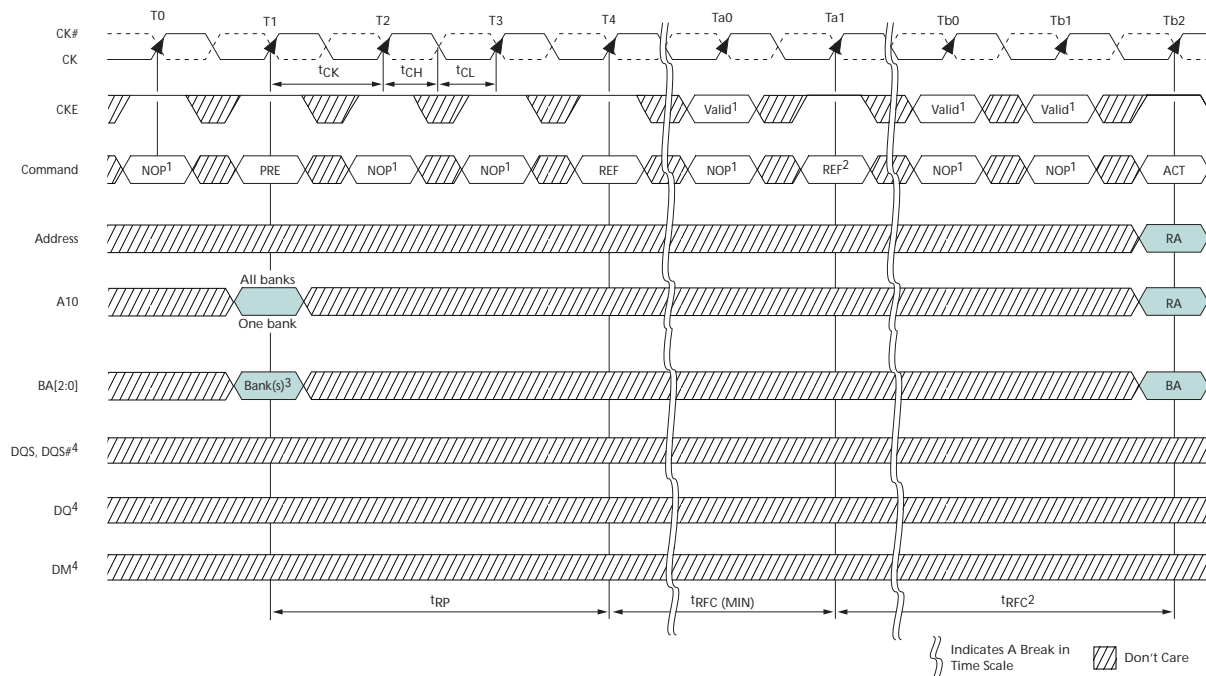 T0 T1 T2 T3 T4 Ta0 Ta1 Tb0 Tb1 Tb2
CK#
CK
tCK tCH tCL
CKE Valid1 Valid1 Valid1
Command NOP1 PRE NOP1 NOP1 REF NOP1 REF2 NOP1 NOP1 ACT
Address RA
All banks
A10 RA
One bank
BA[2:0] Bank(s)3 BA
DQS, DQS#4
DQ4
DM4
tRP tRFC (MIN) tRFC2
Indicates A Break in
Time Scale
Don't Care